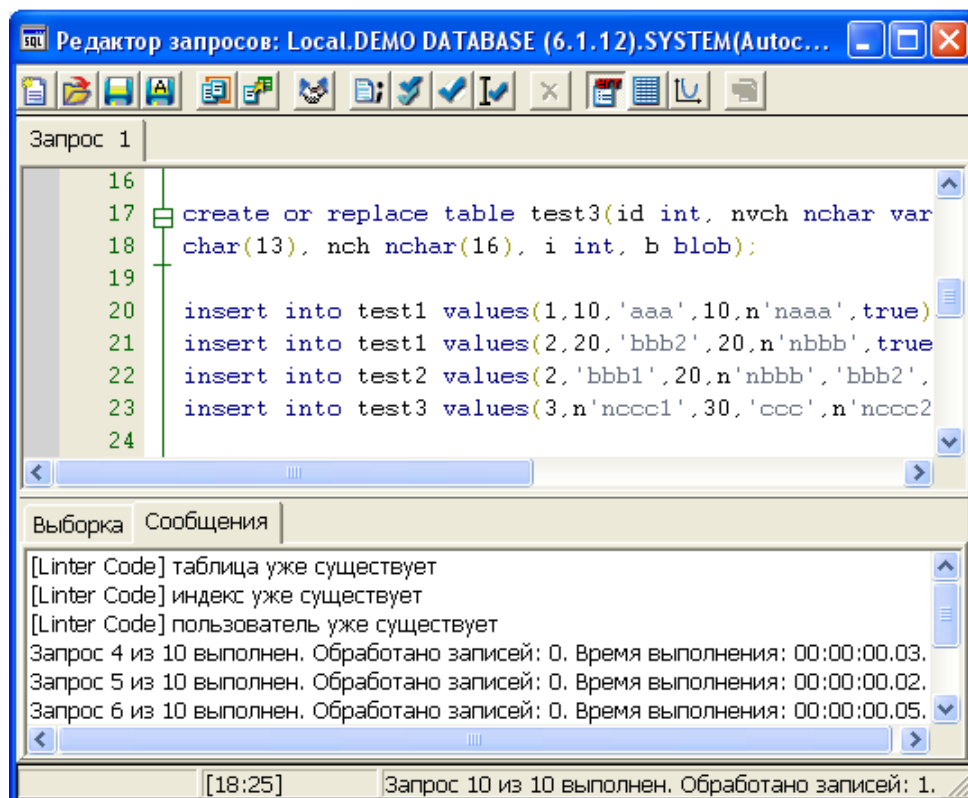 Редактор запросов: Local.DEMO DATABASE (6.1.12).SYSTEM(Autoc...
Запрос 1
16
17 create or replace table test3(id int, nvch nchar var
18 char(13), nch nchar(16), i int, b blob);
19
20 insert into test1 values(1,10,'aaa',10,n'naaa',true)
21 insert into test1 values(2,20,'bbb2',20,n'nbbb',true
22 insert into test2 values(2,'bbb1',20,n'nbbb','bbb2',
23 insert into test3 values(3,n'nccc1',30,'ccc',n'nccc2
24
Выборка Сообщения
[Linter Code] таблица уже существует
[Linter Code] индекс уже существует
[Linter Code] пользователь уже существует
Запрос 4 из 10 выполнен. Обработано записей: 0. Время выполнения: 00:00:00.03.
Запрос 5 из 10 выполнен. Обработано записей: 0. Время выполнения: 00:00:00.02.
Запрос 6 из 10 выполнен. Обработано записей: 0. Время выполнения: 00:00:00.05.
[18:25] Запрос 10 из 10 выполнен. Обработано записей: 1.